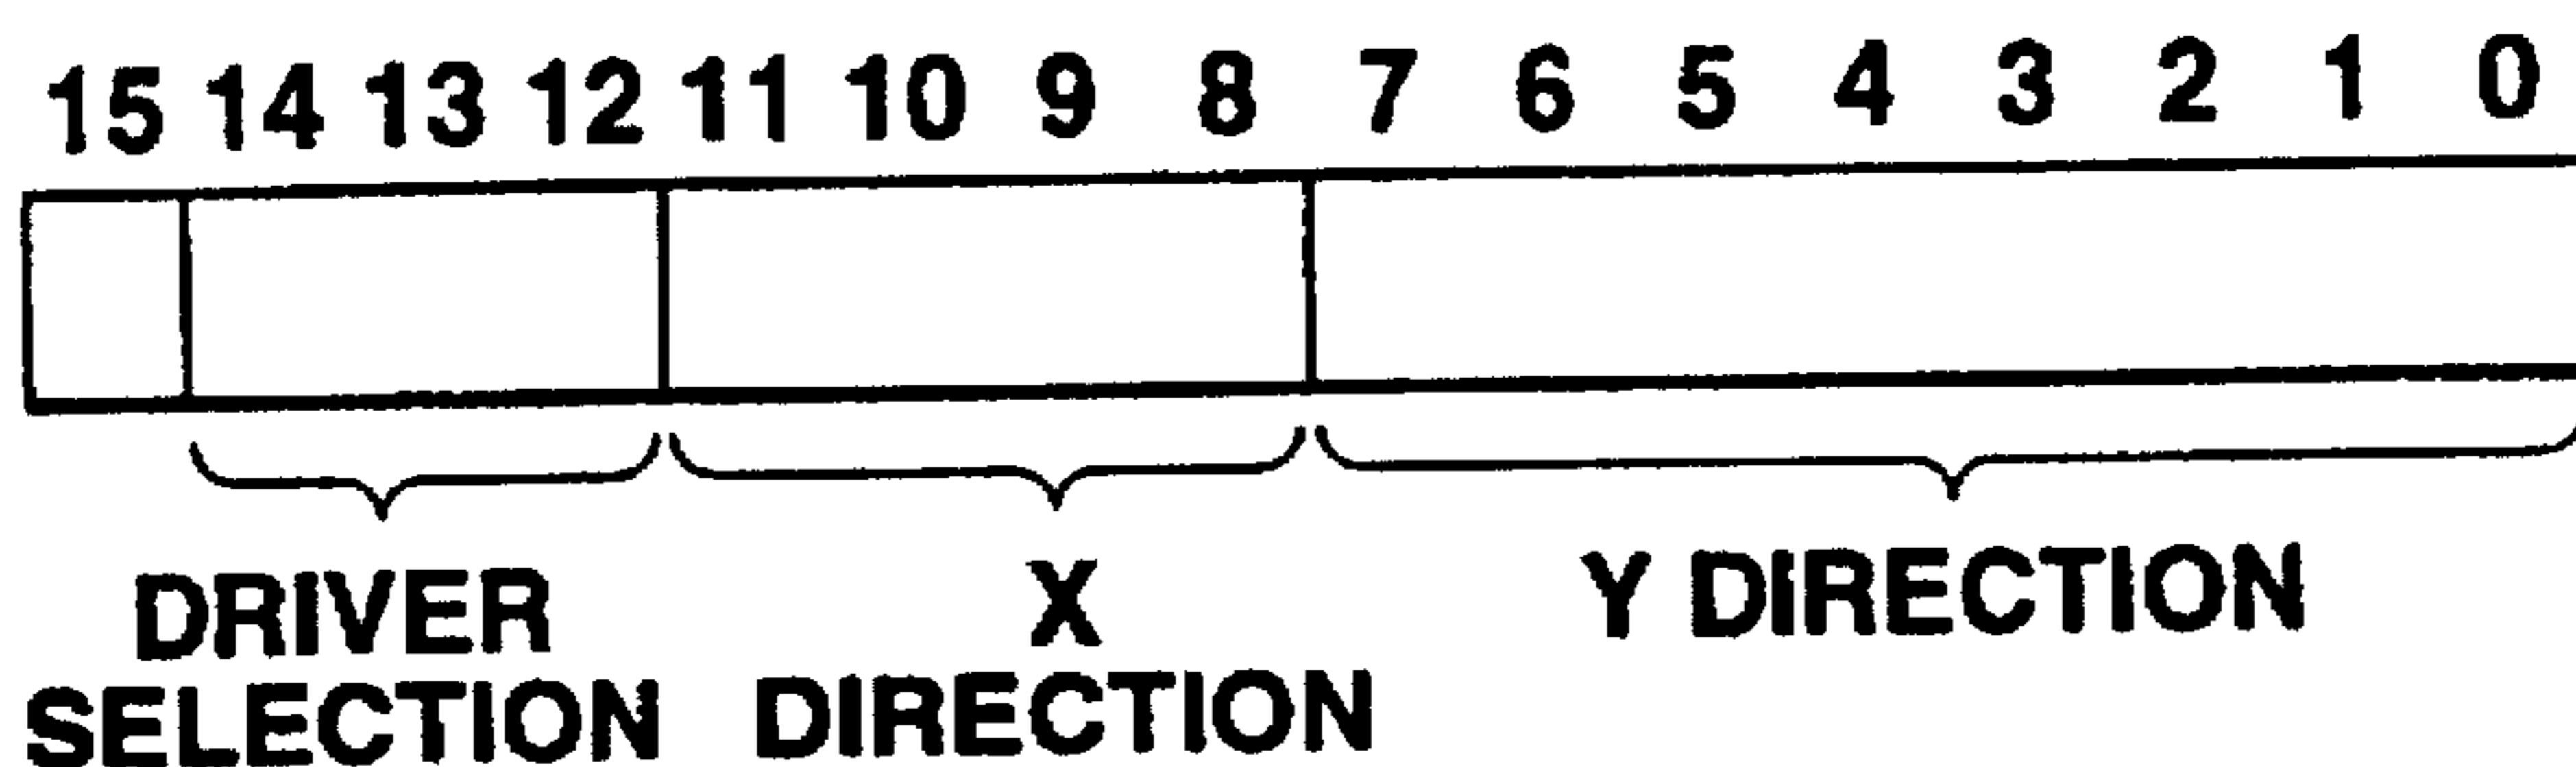 15 14 13 12 11 10 9 8 7 6 5 4 3 2 1 0
DRIVER
SELECTION
X
DIRECTION
Y DIRECTION